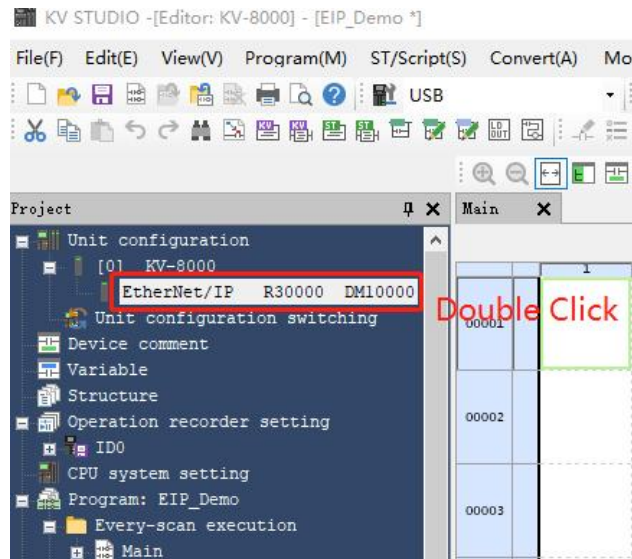 KV STUDIO -[Editor: KV-8000] - [EIP_Demo *]
File(F) Edit(E) View(V) Program(M) ST/Script(S) Convert(A) Mo
USB
Project
Main
Unit configuration
[0] KV-8000
1
EtherNet/IP R30000 DM10000
Double Click
Unit configuration switching
00001
Device comment
Variable
Structure
Operation recorder setting
00002
ID0
CPU system setting
Program: EIP_Demo
00003
Every-scan execution
Main